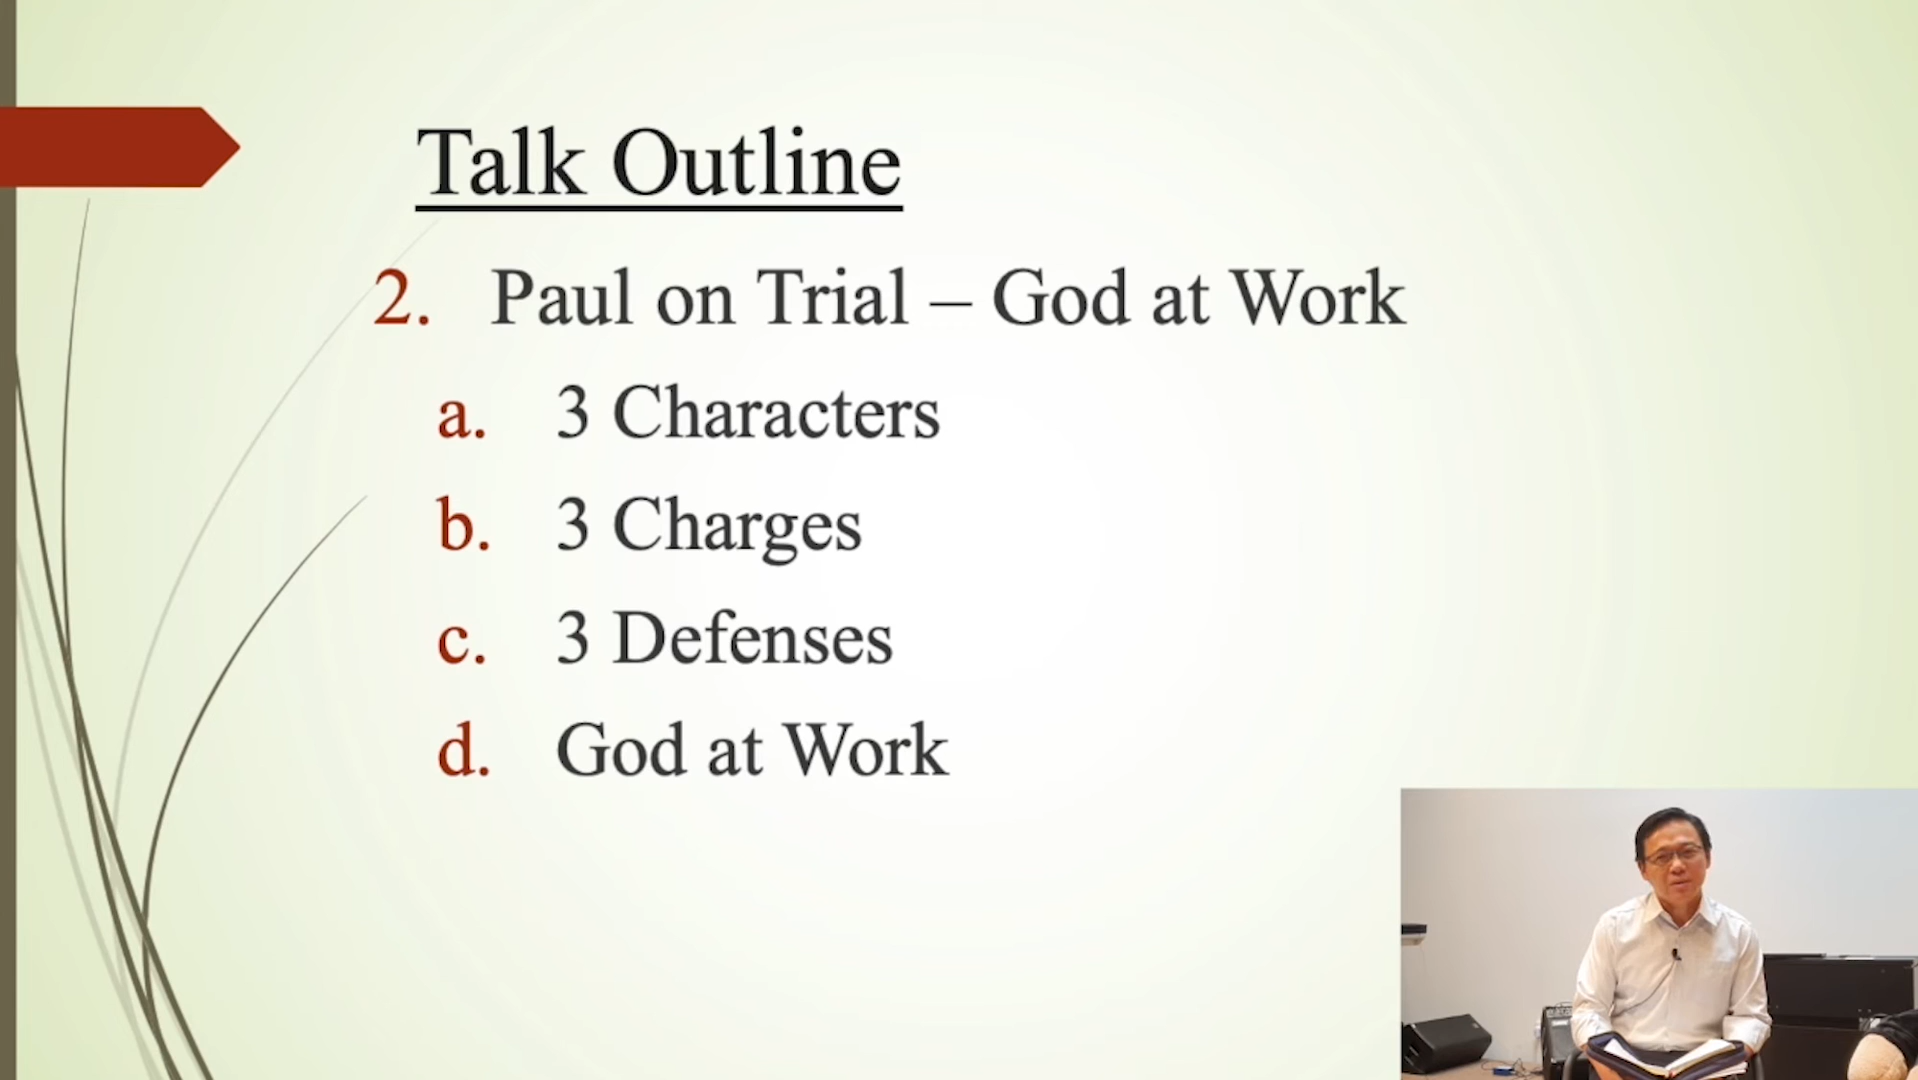 Talk Outline
2. Paul on Trial – God at Work
a. 3 Characters
b. 3 Charges
c. 3 Defenses
d. God at Work